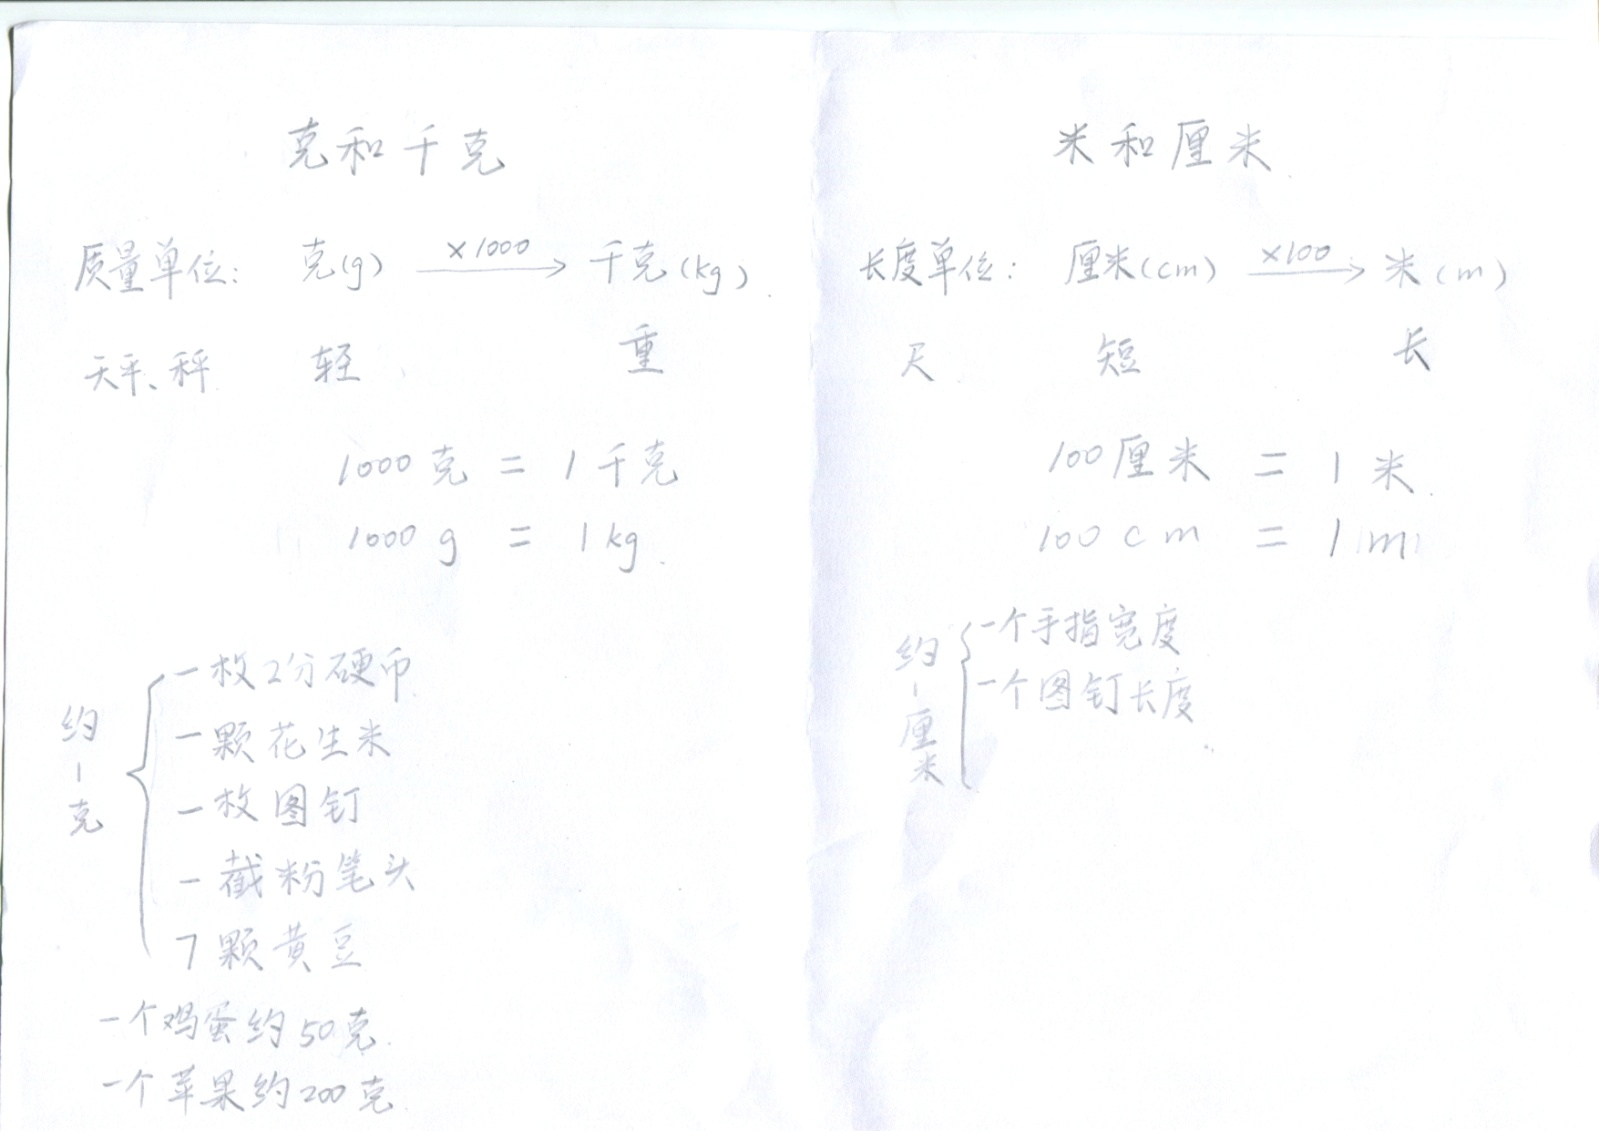 克和千克
质量单位： 克(g) ×1000 → 千克(kg)
天平、秤 轻 重
1000克 = 1千克
1000 g = 1 kg.
约一克
一枚2分硬币
一颗花生米
一枚图钉
一截粉笔头
7颗黄豆
一个鸡蛋约50克.
一个苹果约200克.
米和厘米
长度单位： 厘米(cm) ×100 → 米(m)
尺 短 长
100厘米 = 1米.
100 cm = 1 m
约一厘米
一个手指宽度
一个图钉长度